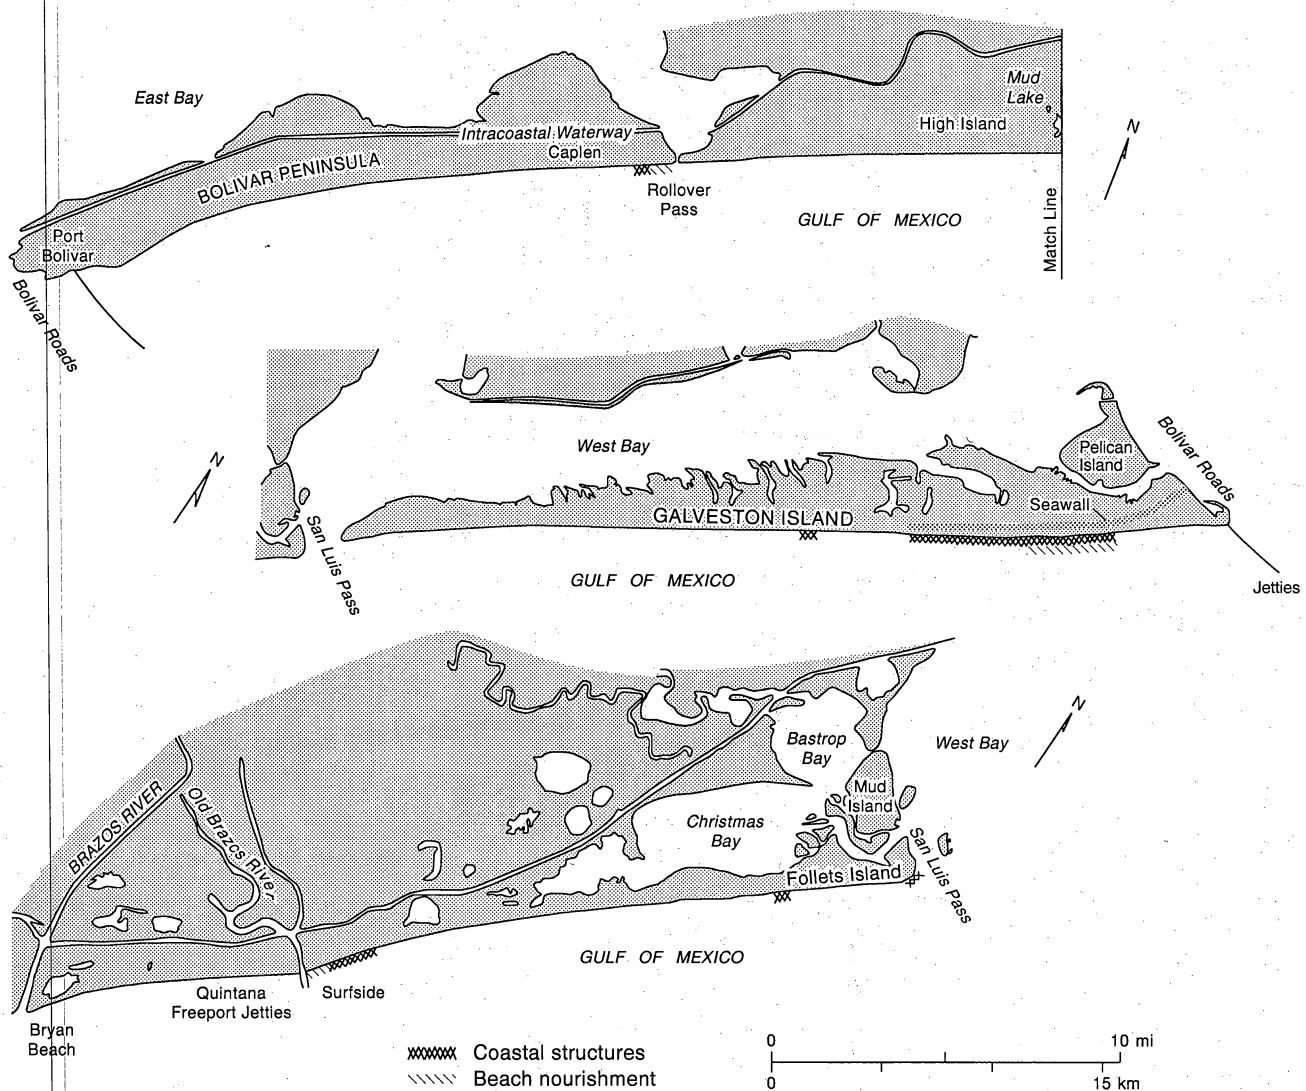 East Bay
Mud
Lake
N
High Island
Intracoastal Waterway
Caplen
BOLIVAR PENINSULA
Rollover
Pass
GULF OF MEXICO
Match Line
Port
Bolivar
Bolivar Roads
West Bay
N
Pelican
Island
Bolivar Roads
Seawall
GALVESTON ISLAND
San Luis Pass
GULF OF MEXICO
Jetties
N
Bastrop
Bay
West Bay
Mud
Island
BRAZOS RIVER
Old Brazos River
Christmas
Bay
San Luis Pass
Follets Island
GULF OF MEXICO
Quintana
Freeport Jetties
Surfside
Bryan
Beach
Coastal structures
Beach nourishment
0 10 mi
0 15 km